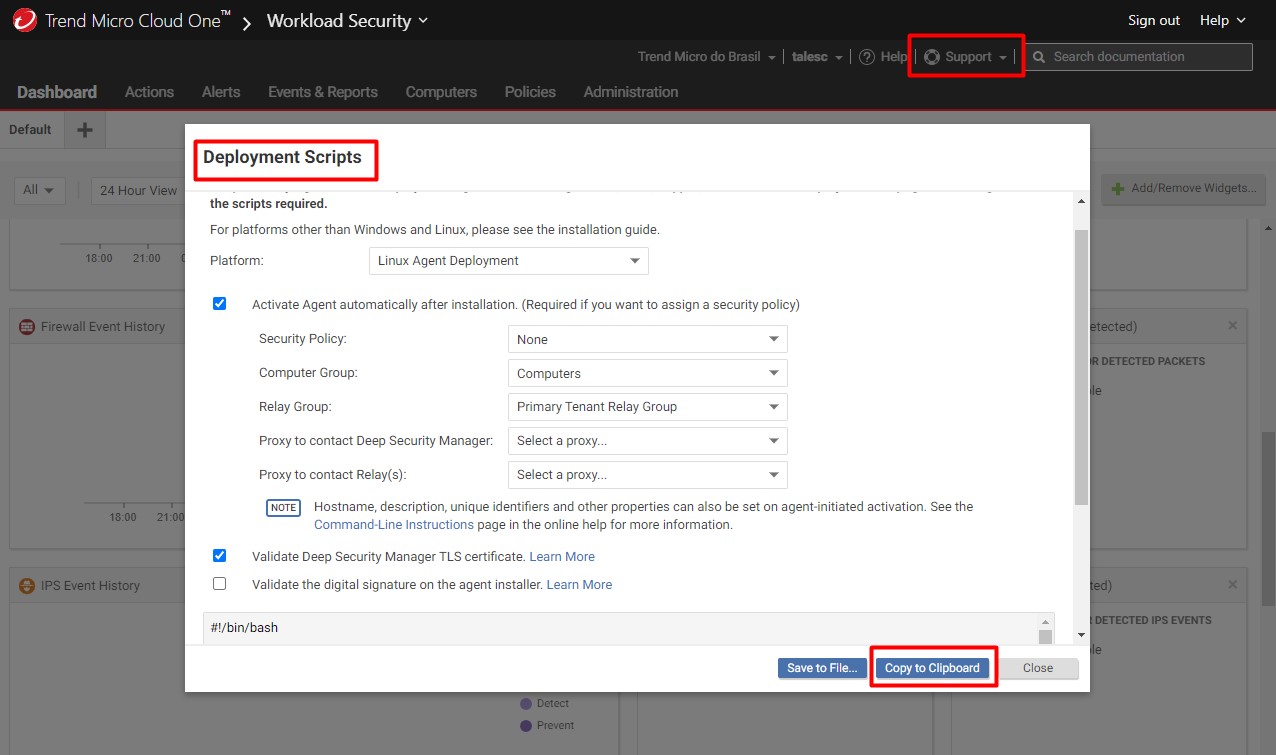 Trend Micro Cloud One™ > Workload Security
Sign out Help
Trend Micro do Brasil talesc Help Support Search documentation
Dashboard Actions Alerts Events & Reports Computers Policies Administration
Default
All 24 Hour View Add/Remove Widgets...
Deployment Scripts
the scripts required.
For platforms other than Windows and Linux, please see the installation guide.
Platform: Linux Agent Deployment
18:00 21:00
Activate Agent automatically after installation. (Required if you want to assign a security policy)
Firewall Event History
Security Policy: None
Computer Group: Computers
Relay Group: Primary Tenant Relay Group
Proxy to contact Deep Security Manager: Select a proxy...
Proxy to contact Relay(s): Select a proxy...
NOTE Hostname, description, unique identifiers and other properties can also be set on agent-initiated activation. See the
Command-Line Instructions page in the online help for more information.
18:00 21:00
Validate Deep Security Manager TLS certificate. Learn More
Validate the digital signature on the agent installer. Learn More
IPS Event History
#!/bin/bash
etected)
R DETECTED PACKETS
le
ted)
DETECTED IPS EVENTS
le
Save to File... Copy to Clipboard Close
Detect
Prevent